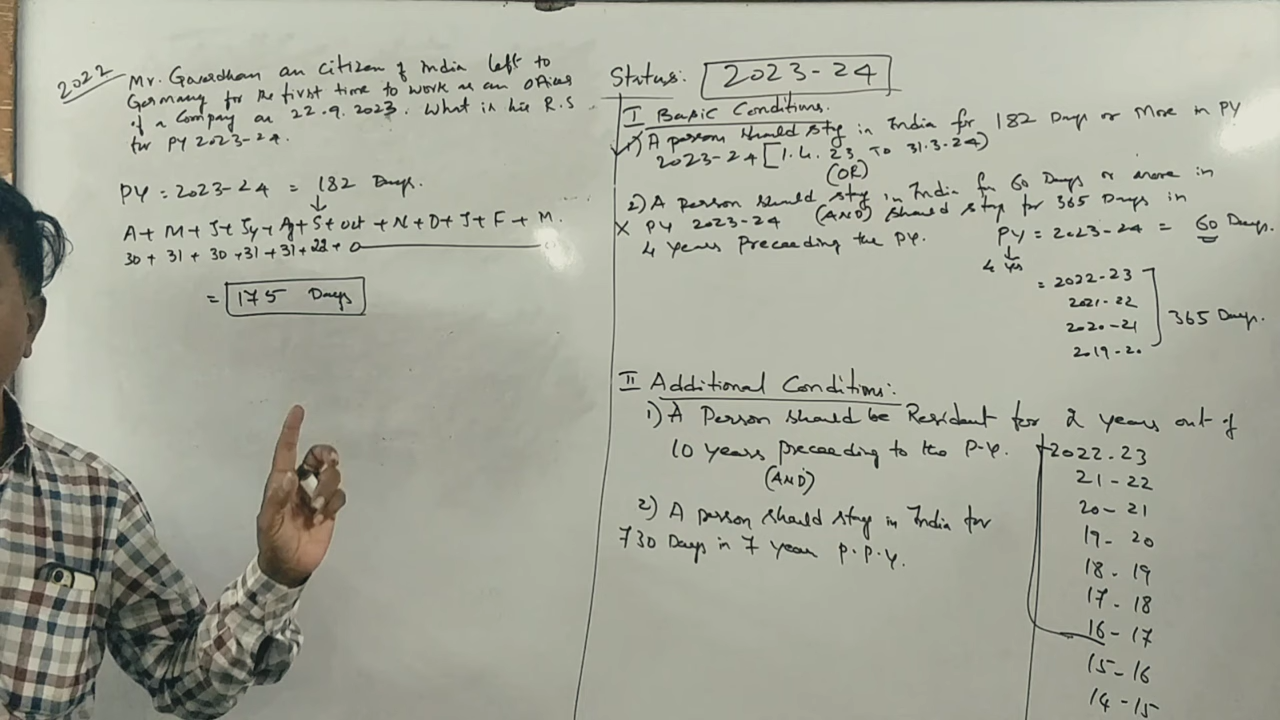 2022
Mr. Gavardhan an citizen of India left to
Germany for the first time to work as an officer
of a Company on 22.9.2023. What is his R.S
for PY 2023-24.
PY = 2023-24 = 182 Days.
A + M + J + Jy + Ag + S + Oct + N + D + J + F + M.
30 + 31 + 30 + 31 + 31 + 22 + 0 0
= 175 Days
Status: 2023-24
I Basic Conditions.
1) A person should stay in India for 182 Days or More in PY
2023-24 [1.4.23 TO 31.3.24)
(OR)
2) A person should stay in India for 60 Days or more in
X PY 2023-24 (AND) should stay for 365 Days in
4 years preceeding the PY.
PY = 2023-24 = 60 Days.
4 yrs
= 2022-23
2021-22
2020-21
2019-20
365 Days.
II Additional Conditions:
1) A Person should be Resident for 2 years out of
10 years preceeding to the P.Y.
(AND)
2) A person should stay in India for
730 Days in 7 year P.P.Y.
2022-23
21-22
20-21
19-20
18-19
17-18
16-17
15-16
14-15